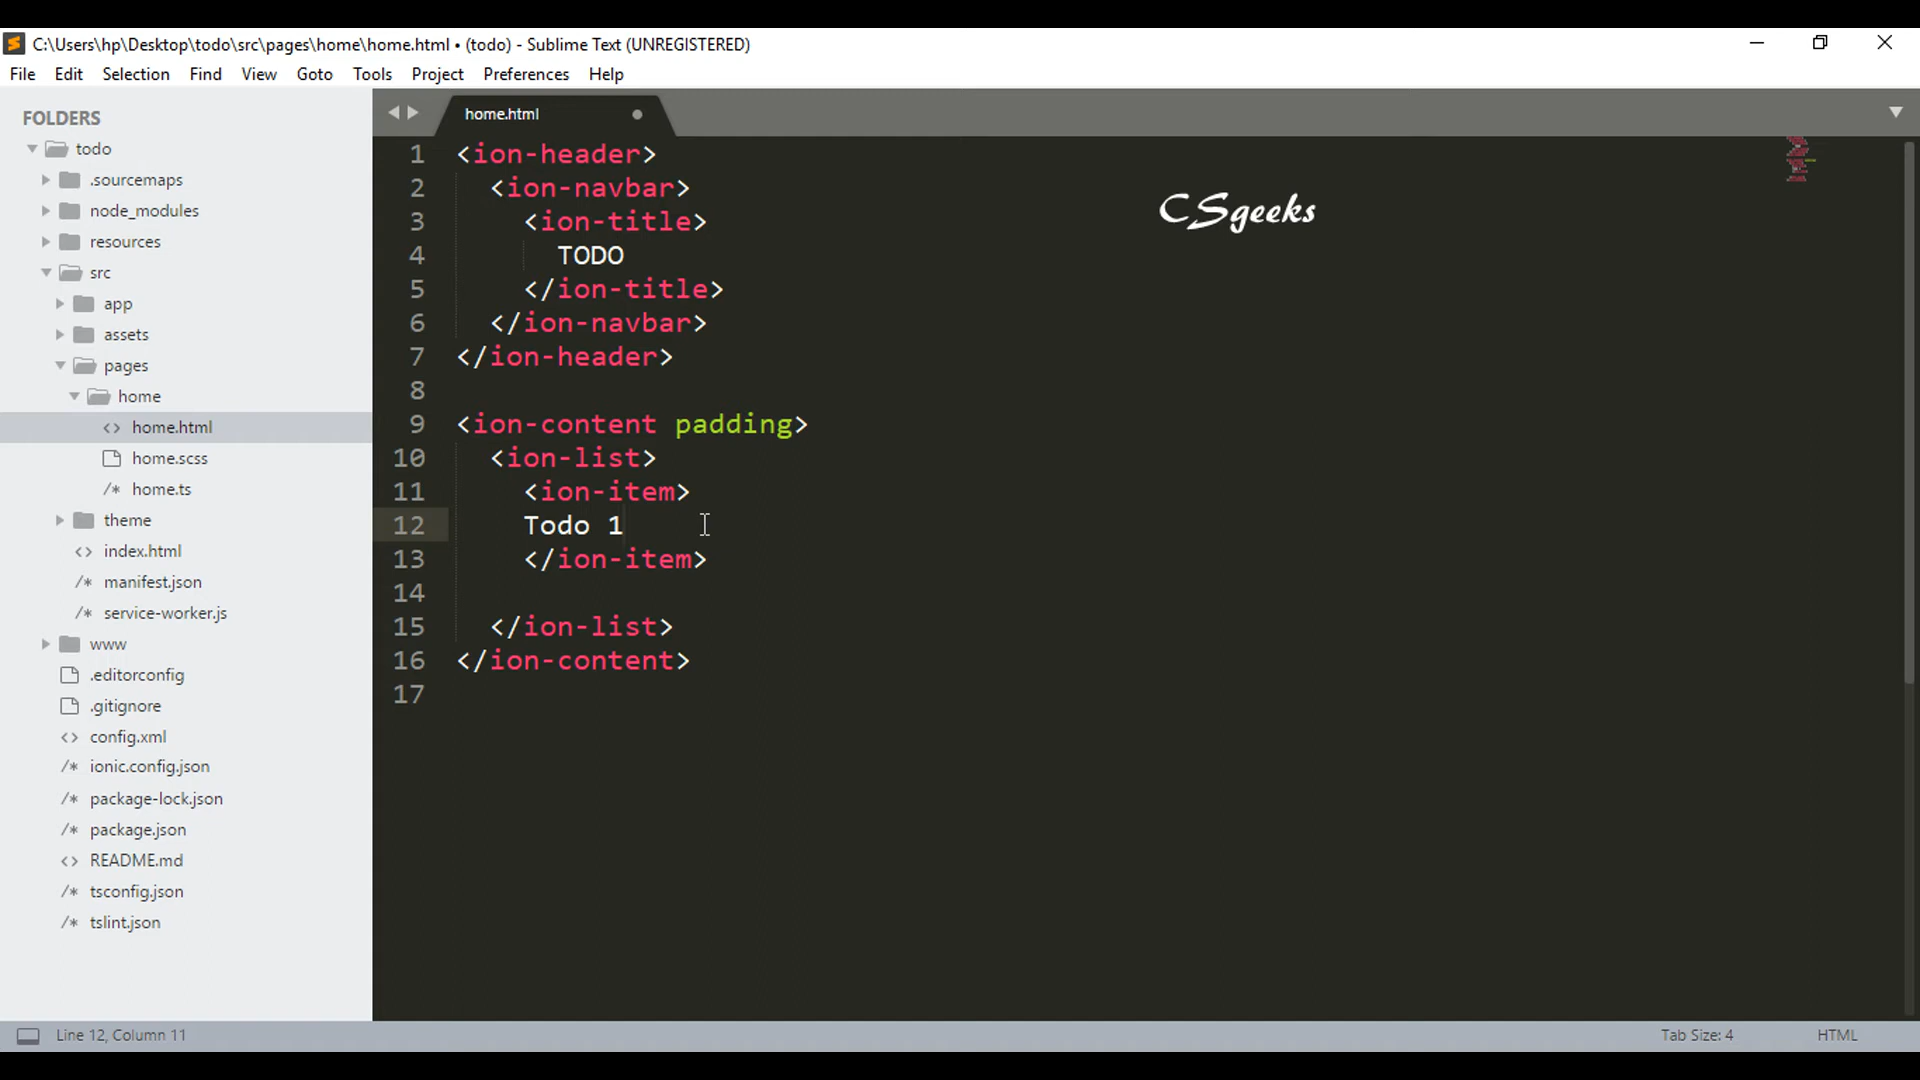 C:\Users\hp\Desktop\todo\src\pages\home\home.html • (todo) - Sublime Text (UNREGISTERED)
File Edit Selection Find View Goto Tools Project Preferences Help
FOLDERS
todo
.sourcemaps
node_modules
resources
src
app
assets
pages
home
<> home.html
home.scss
/* home.ts
theme
<> index.html
/* manifest.json
/* service-worker.js
www
.editorconfig
.gitignore
<> config.xml
/* ionic.config.json
/* package-lock.json
/* package.json
<> README.md
/* tsconfig.json
/* tslint.json
home.html
1 <ion-header>
2 <ion-navbar>
3 <ion-title>
4 TODO
5 </ion-title>
6 </ion-navbar>
7 </ion-header>
8
9 <ion-content padding>
10 <ion-list>
11 <ion-item>
12 Todo 1
13 </ion-item>
14
15 </ion-list>
16 </ion-content>
17
CSgeeks
Line 12, Column 11
Tab Size: 4
HTML